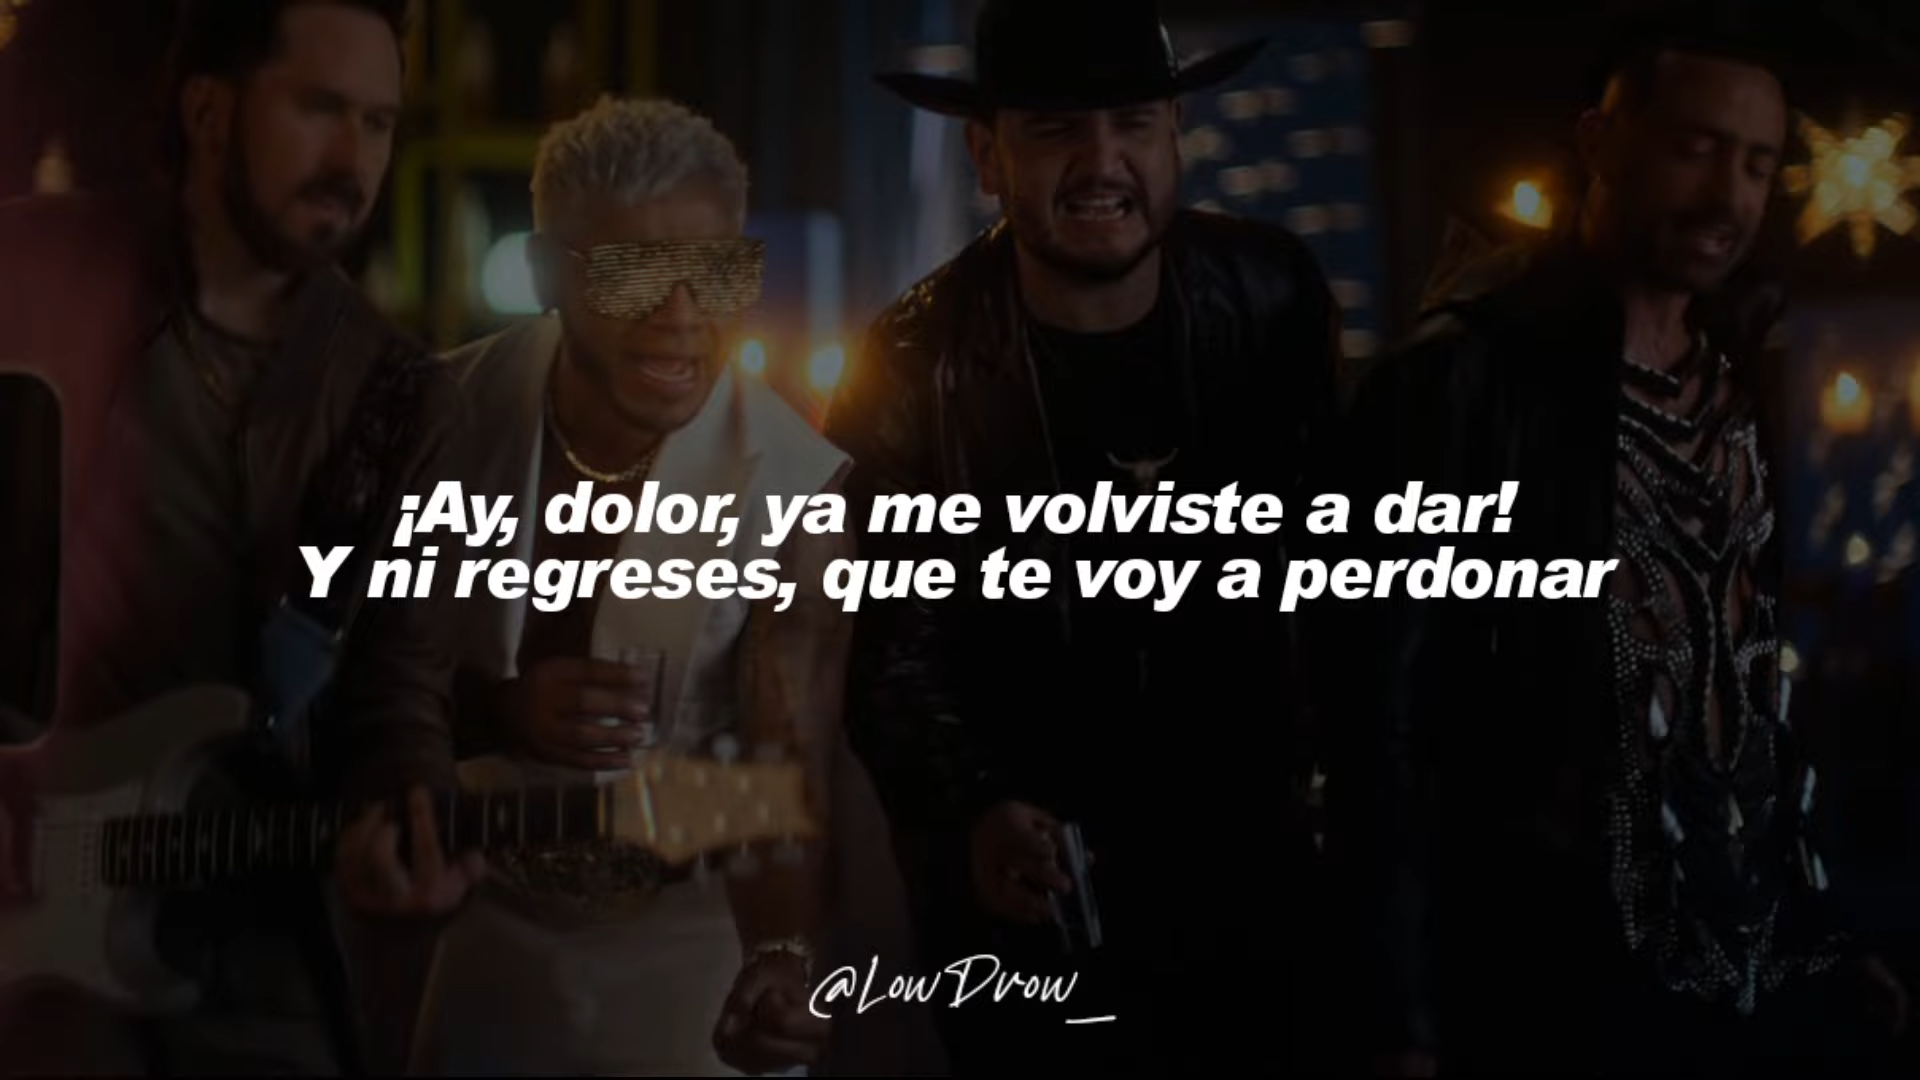 ¡Ay, dolor, ya me volviste a dar!
Y ni regreses, que te voy a perdonar
@LowDrow_